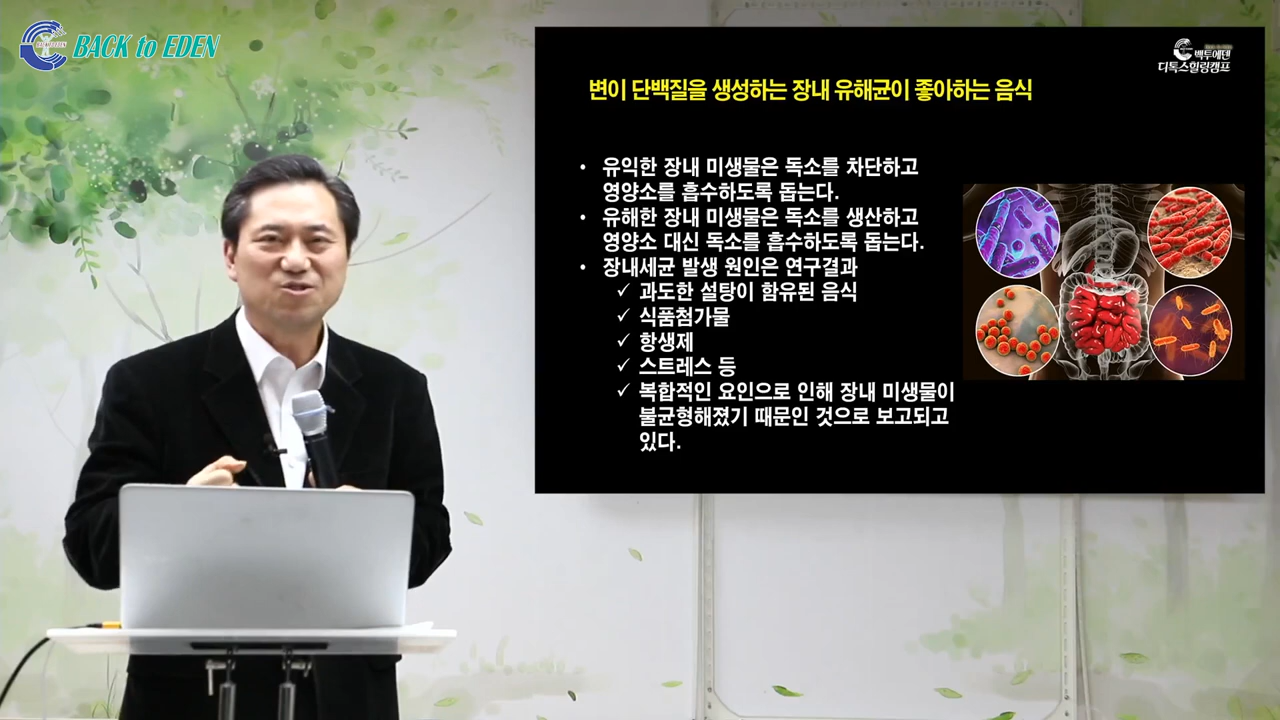 BACK to EDEN
백투에덴
디톡스힐링캠프
변이 단백질을 생성하는 장내 유해균이 좋아하는 음식
• 유익한 장내 미생물은 독소를 차단하고
영양소를 흡수하도록 돕는다.
• 유해한 장내 미생물은 독소를 생산하고
영양소 대신 독소를 흡수하도록 돕는다.
• 장내세균 발생 원인은 연구결과
✓ 과도한 설탕이 함유된 음식
✓ 식품첨가물
✓ 항생제
✓ 스트레스 등
✓ 복합적인 요인으로 인해 장내 미생물이
불균형해졌기 때문인 것으로 보고되고
있다.